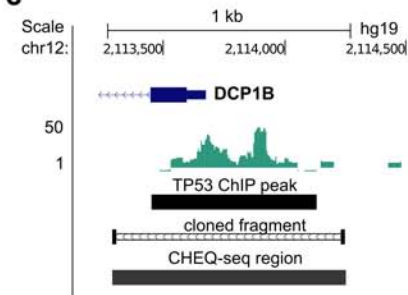 Scale 1 kb hg19
chr12: 2,113,500 2,114,000 2,114,500
DCP1B
50
1
TP53 ChIP peak
cloned fragment
CHEQ-seq region